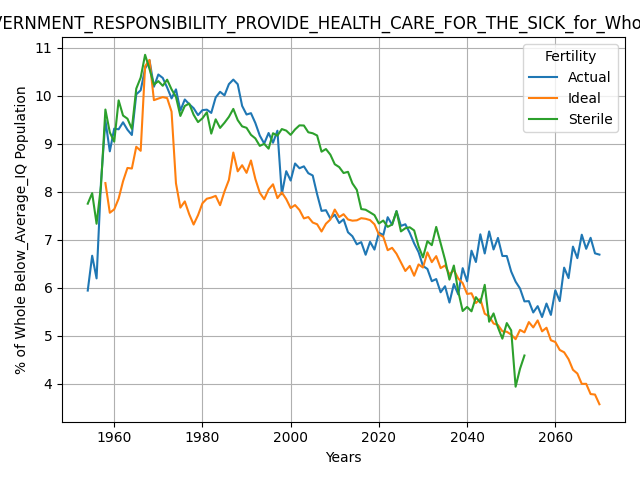 VERNMENT_RESPONSIBILITY_PROVIDE_HEALTH_CARE_FOR_THE_SICK_for_Who
% of Whole Below_Average_IQ Population
11
10
9
8
7
6
5
4
Fertility
Actual
Ideal
Sterile
1960
1980
2000
2020
2040
2060
Years